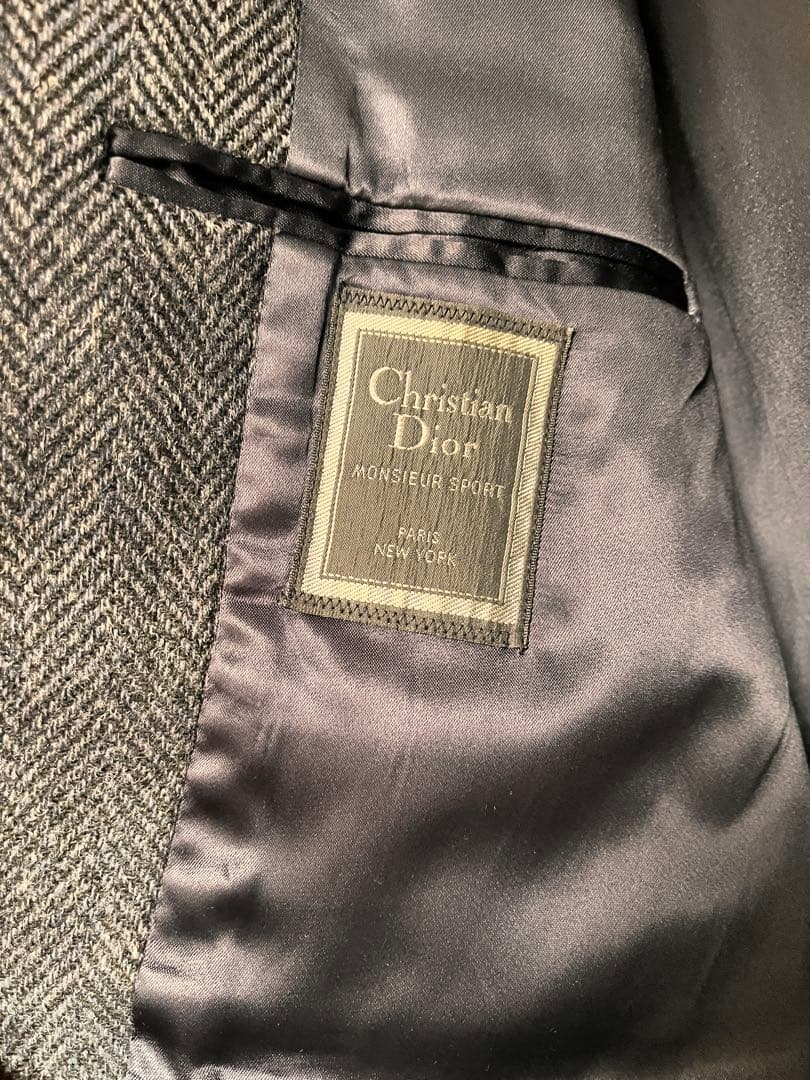 Christian
Dior
MONSIEUR SPORT
PARIS
NEW YORK